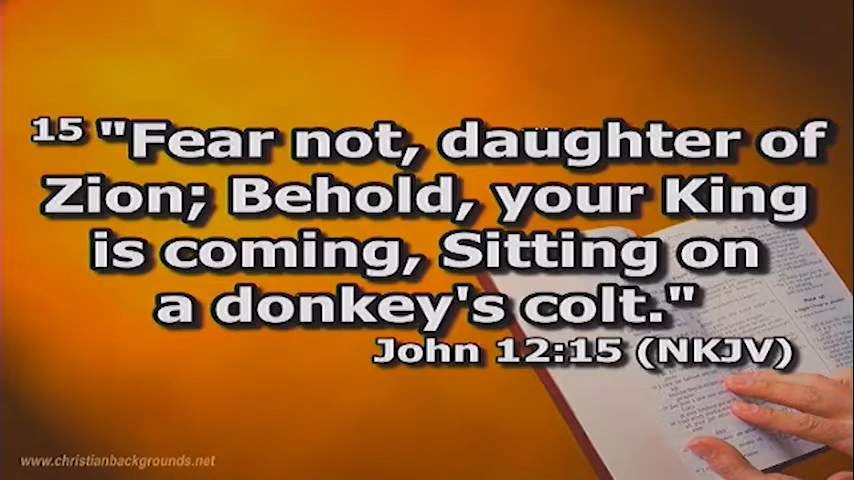 15 "Fear not, daughter of
Zion; Behold, your King
is coming, Sitting on
a donkey's colt."
John 12:15 (NKJV)
www.christianbackgrounds.net